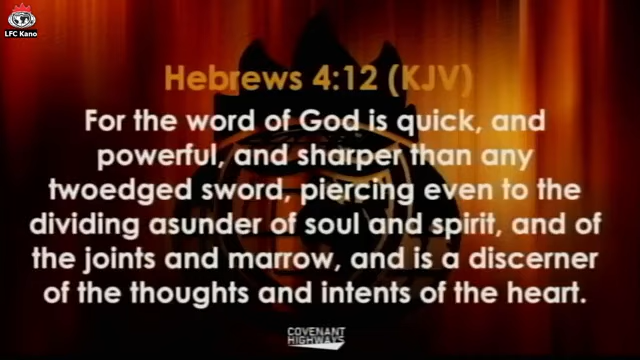 LFC Kano
Hebrews 4:12 (KJV)
For the word of God is quick, and
powerful, and sharper than any
twoedged sword, piercing even to the
dividing asunder of soul and spirit, and of
the joints and marrow, and is a discerner
of the thoughts and intents of the heart.
COVENANT
HIGHWAYS